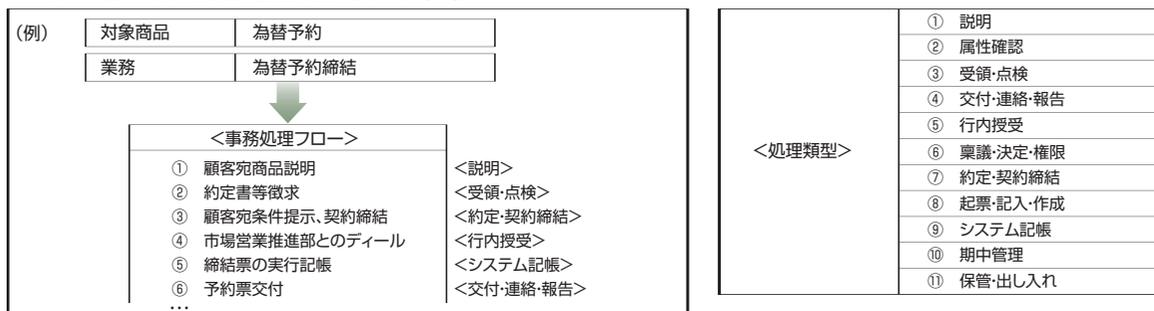 (例) 対象商品 為替予約
業務 為替予約締結
<事務処理フロー>
① 顧客宛商品説明 <説明>
② 約定書等徴求 <受領・点検>
③ 顧客宛条件提示、契約締結 <約定・契約締結>
④ 市場営業推進部とのディール <行内授受>
⑤ 締結票の実行記帳 <システム記帳>
⑥ 予約票交付 <交付・連絡・報告>
…
<処理類型>
① 説明
② 属性確認
③ 受領・点検
④ 交付・連絡・報告
⑤ 行内授受
⑥ 稟議・決定・権限
⑦ 約定・契約締結
⑧ 起票・記入・作成
⑨ システム記帳
⑩ 期中管理
⑪ 保管・出し入れ